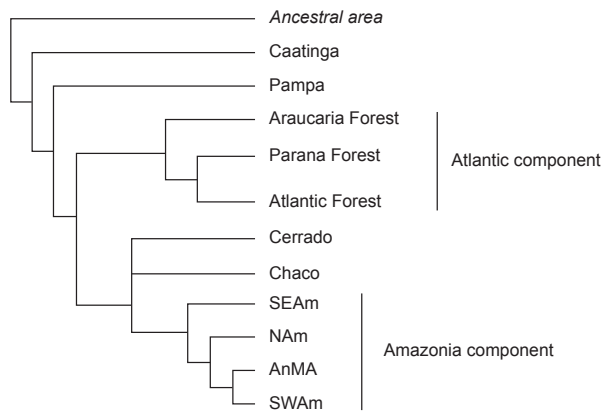 Ancestral area
Caatinga
Pampa
Araucaria Forest
Parana Forest
Atlantic component
Atlantic Forest
Cerrado
Chaco
SEAm
NAm
Amazonia component
AnMA
SWAm